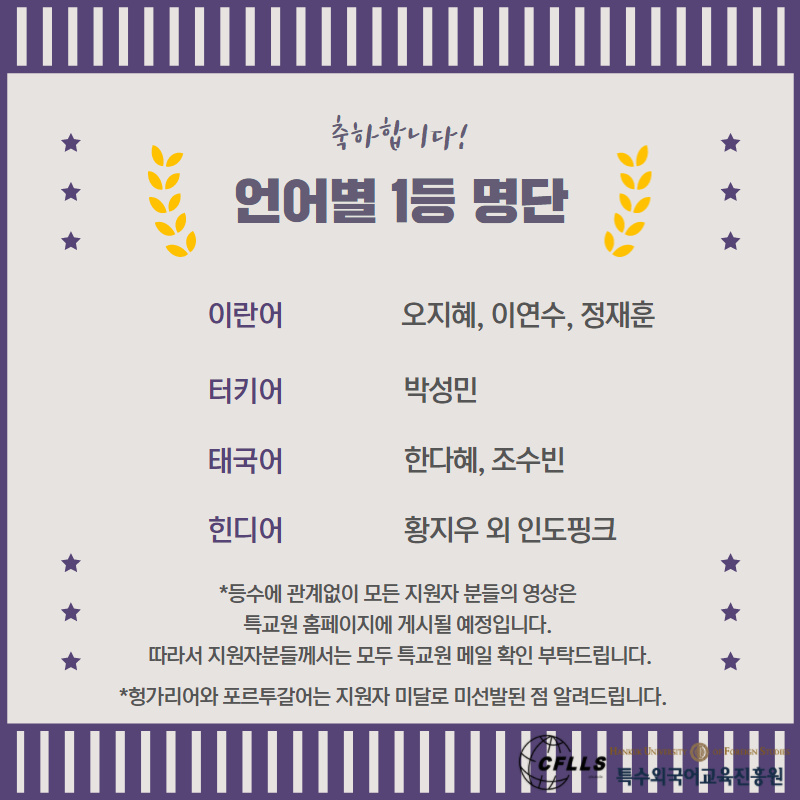 축하합니다!
언어별 1등 명단
이란어 오지혜, 이연수, 정재훈
터키어 박성민
태국어 한다혜, 조수빈
힌디어 황지우 외 인도핑크
*등수에 관계없이 모든 지원자 분들의 영상은
특교원 홈페이지에 게시될 예정입니다.
따라서 지원자분들께서는 모두 특교원 메일 확인 부탁드립니다.
*헝가리어와 포르투갈어는 지원자 미달로 미선발된 점 알려드립니다.
CFLLS
특수외국어교육진흥원